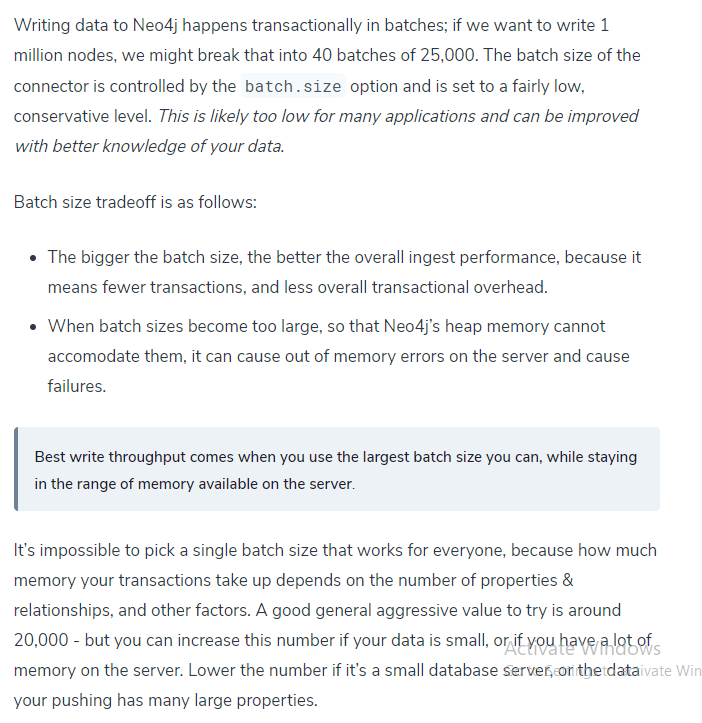 Writing data to Neo4j happens transactionally in batches; if we want to write 1
million nodes, we might break that into 40 batches of 25,000. The batch size of the
connector is controlled by the batch.size option and is set to a fairly low,
conservative level. This is likely too low for many applications and can be improved
with better knowledge of your data.
Batch size tradeoff is as follows:
• The bigger the batch size, the better the overall ingest performance, because it
means fewer transactions, and less overall transactional overhead.
• When batch sizes become too large, so that Neo4j's heap memory cannot
accomodate them, it can cause out of memory errors on the server and cause
failures.
Best write throughput comes when you use the largest batch size you can, while staying
in the range of memory available on the server.
It's impossible to pick a single batch size that works for everyone, because how much
memory your transactions take up depends on the number of properties &
relationships, and other factors. A good general aggressive value to try is around
20,000 - but you can increase this number if your data is small, or if you have a lot of
memory on the server. Lower the number if it's a small database server, or the data
your pushing has many large properties.
Activate Windows
Go to Settings to activate Win